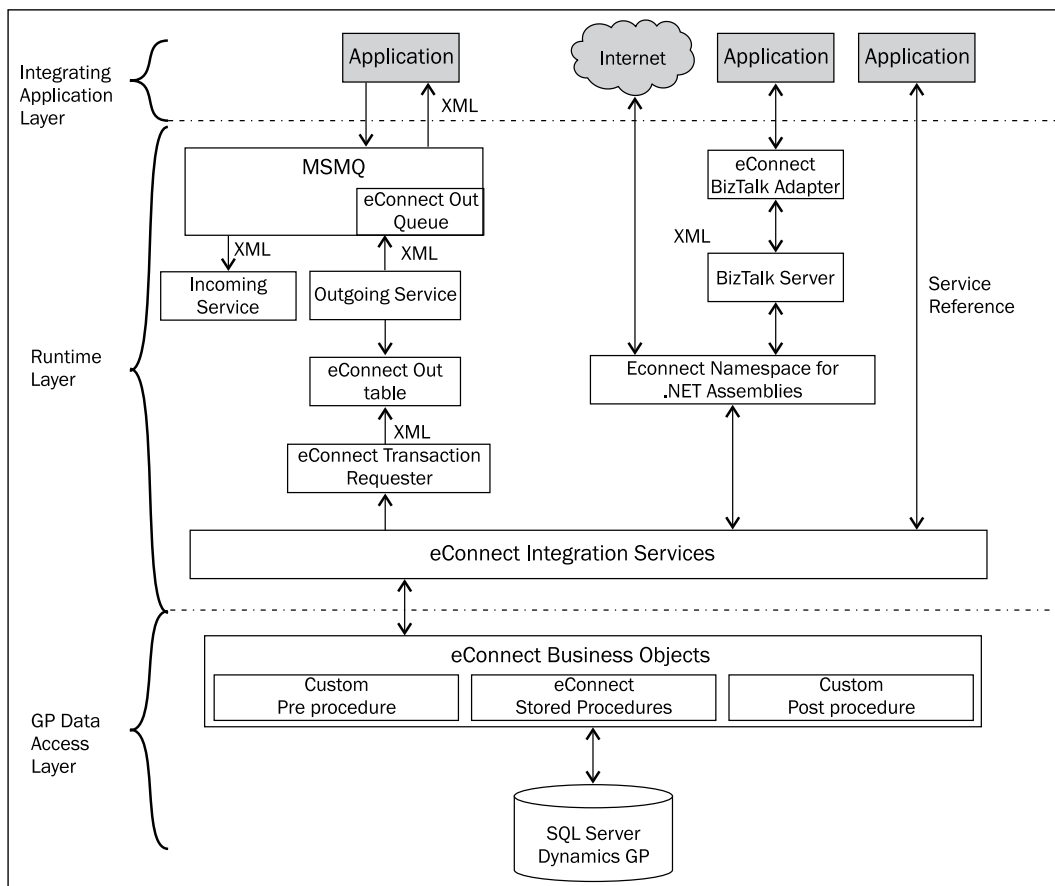 Integrating
Application
Layer
Application
Internet
Application
Application
XML
MSMQ
eConnect Out
Queue
eConnect
BizTalk Adapter
XML
XML
XML
Incoming
Service
Outgoing Service
BizTalk Server
Service
Reference
Runtime
Layer
eConnect Out
table
Econnect Namespace for
.NET Assemblies
XML
eConnect Transaction
Requester
eConnect Integration Services
GP Data
Access
Layer
eConnect Business Objects
Custom
Pre procedure
eConnect
Stored Procedures
Custom
Post procedure
SQL Server
Dynamics GP